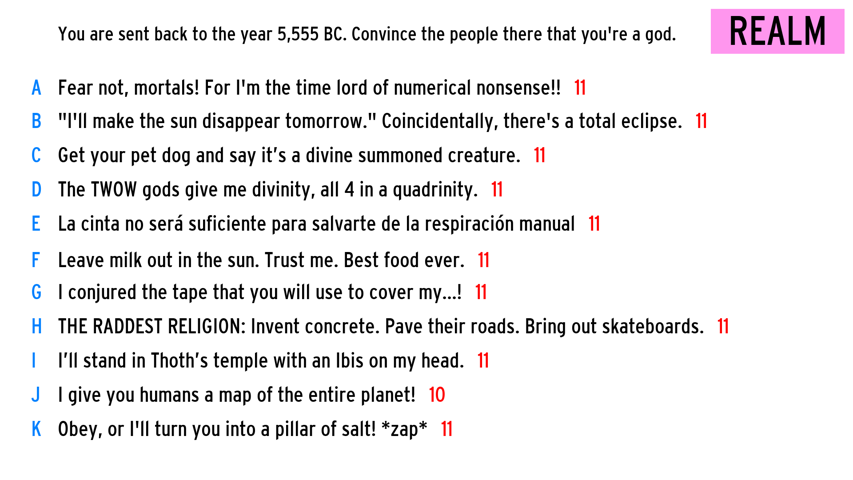 You are sent back to the year 5,555 BC. Convince the people there that you're a god.
REALM
A Fear not, mortals! For I'm the time lord of numerical nonsense!! 11
B "I'll make the sun disappear tomorrow." Coincidentally, there's a total eclipse. 11
C Get your pet dog and say it’s a divine summoned creature. 11
D The TWOW gods give me divinity, all 4 in a quadrinity. 11
E La cinta no será suficiente para salvarte de la respiración manual 11
F Leave milk out in the sun. Trust me. Best food ever. 11
G I conjured the tape that you will use to cover my...! 11
H THE RADDEST RELIGION: Invent concrete. Pave their roads. Bring out skateboards. 11
I I’ll stand in Thoth’s temple with an Ibis on my head. 11
J I give you humans a map of the entire planet! 10
K Obey, or I'll turn you into a pillar of salt! *zap* 11